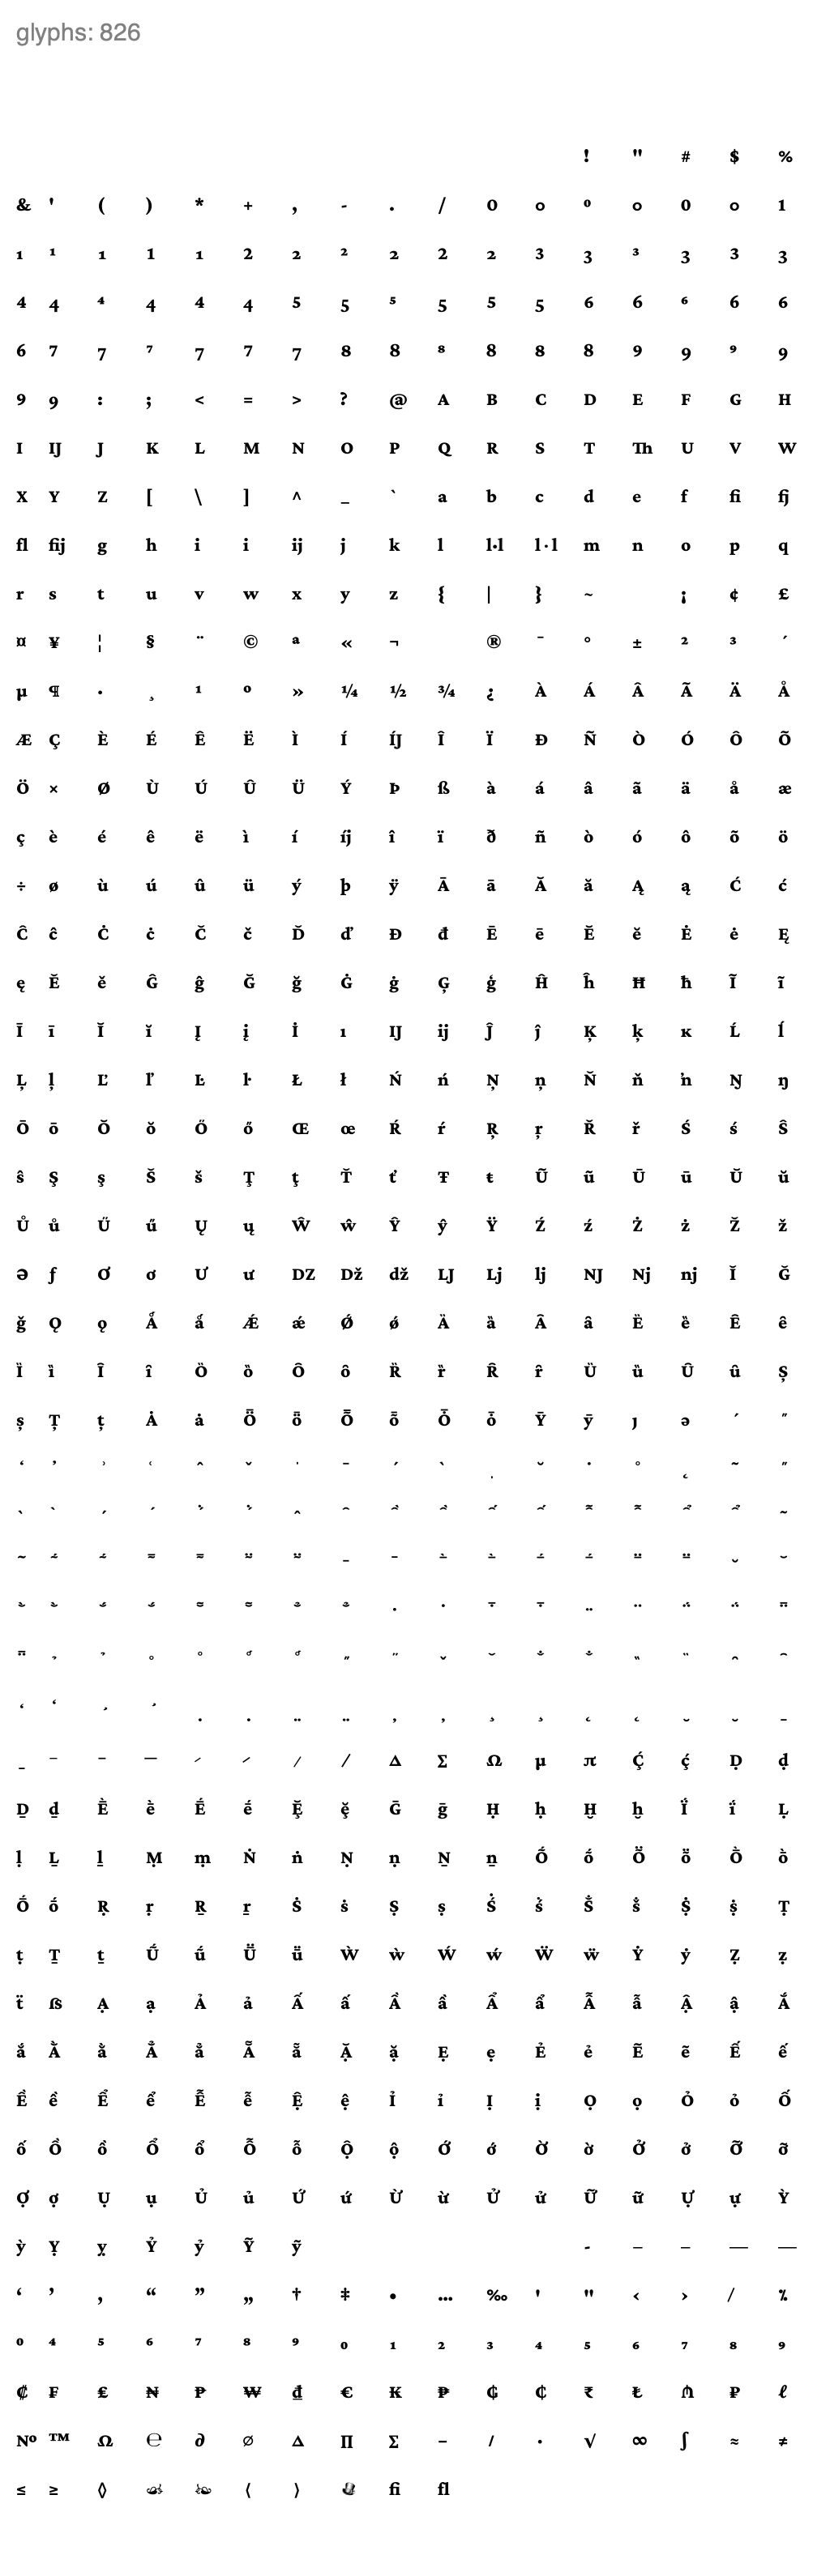 glyphs: 826
! " # $ %
& ' ( ) * + , - . / 0 0 ⁰ 0 0 0 1
1 ¹ 1 1 1 2 2 ² 2 2 2 3 3 ³ 3 3 3
4 4 ⁴ 4 4 4 5 5 ⁵ 5 5 5 6 6 ⁶ 6 6
6 7 7 ⁷ 7 7 7 8 8 ⁸ 8 8 8 9 9 ⁹ 9
9 9 : ; < = > ? @ A B C D E F G H
I IJ J K L M N O P Q R S T Th U V W
X Y Z [ \ ] ^ _ ` a b c d e f fi fj
fl fij g h i i ij j k l l·l l·l m n o p q
r s t u v w x y z { | } ~ ¡ ¢ £
¤ ¥ ¦ § ¨ © ª « ¬ ® ¯ ° ± ² ³ ´
µ ¶ · ¸ ¹ º » ¼ ½ ¾ ¿ À Á Â Ã Ä Å
Æ Ç È É Ê Ë Ì Í ÍJ Î Ï Ð Ñ Ò Ó Ô Õ
Ö × Ø Ù Ú Û Ü Ý Þ ß à á â ã ä å æ
ç è é ê ë ì í íj î ï ð ñ ò ó ô õ ö
÷ ø ù ú û ü ý þ ÿ Ā ā Ă ă Ą ą Ć ć
Ĉ ĉ Ċ ċ Č č Ď ď Đ đ Ē ē Ĕ ĕ Ė ė Ę
ę Ě ě Ĝ ĝ Ğ ğ Ġ ġ Ģ ģ Ĥ ĥ Ħ ħ Ĩ ĩ
Ī ī Ĭ ĭ Į į İ ı IJ ij Ĵ ĵ Ķ ķ ĸ Ĺ ĺ
Ļ ļ Ľ ľ Ŀ ŀ Ł ł Ń ń Ņ ņ Ň ň ŉ Ŋ ŋ
Ō ō Ŏ ŏ Ő ő Œ œ Ŕ ŕ Ŗ ŗ Ř ř Ś ś Ŝ
ŝ Ş ş Š š Ţ ţ Ť ť Ŧ ŧ Ũ ũ Ū ū Ŭ ŭ
Ů ů Ű ű Ų ų Ŵ ŵ Ŷ ŷ Ÿ Ź ź Ż ż Ž ž
Ə ƒ Ơ ơ Ư ư DZ Dž dž LJ Lj lj NJ Nj nj Ǐ Ǧ
ǧ Ǫ ǫ Ǻ ǻ Ǽ ǽ Ǿ ǿ Ȁ ȁ Ȃ ȃ Ȅ ȅ Ȇ ȇ
Ȉ ȉ Ȋ ȋ Ȍ ȍ Ȏ ȏ Ȑ ȑ Ȓ ȓ Ȕ ȕ Ȗ ȗ Ș
ș Ț ț Ȧ ȧ Ȫ ȫ Ȭ ȭ Ȱ ȱ Ȳ ȳ ȷ ə ʹ ʺ
Δ Σ Ω μ π Ḉ ḉ Ḍ ḍ
Ḏ ḏ Ḕ ḕ Ḗ ḗ Ḝ ḝ Ḡ ḡ Ḥ ḥ Ḫ ḫ Ḯ ḯ Ḷ
ḷ Ḻ ḻ Ṃ ṃ Ṅ ṅ Ṇ ṇ Ṉ ṉ Ṍ ṍ Ṏ ṏ Ṑ ṑ
Ṓ ṓ Ṛ ṛ Ṟ ṟ Ṡ ṡ Ṣ ṣ Ṥ ṥ Ṧ ṧ Ṩ ṩ Ṭ
ṭ Ṯ ṯ Ṹ ṹ Ṻ ṻ Ẁ ẁ Ẃ ẃ Ẅ ẅ Ẏ ẏ Ẓ ẓ
ẗ ẞ Ạ ạ Ả ả Ấ ấ Ầ ầ Ẩ ẩ Ẫ ẫ Ậ ậ Ắ
ắ Ằ ằ Ẳ ẳ Ẵ ẵ Ặ ặ Ẹ ẹ Ẻ ẻ Ẽ ẽ Ế ế
Ề ề Ể ể Ễ ễ Ệ ệ Ỉ ỉ Ị ị Ọ ọ Ỏ ỏ Ố
ố Ồ ồ Ổ ổ Ỗ ỗ Ộ ộ Ớ ớ Ờ ờ Ở ở Ỡ ỡ
Ợ ợ Ụ ụ Ủ ủ Ứ ứ Ừ ừ Ử ử Ữ ữ Ự ự Ỳ
ỳ Ỵ ỵ Ỷ ỷ Ỹ ỹ ‐ – – — —
‘ ’ ‚ “ ” „ † ‡ • … ‰ ′ ″ ‹ › ⁄ ⁒
⁰ ⁴ ⁵ ⁶ ⁷ ⁸ ⁹ ₀ ₁ ₂ ₃ ₄ ₅ ₆ ₇ ₈ ₉
₡ ₣ ₤ ₦ ₧ ₩ ₫ € ₭ ₱ ₲ ₵ ₹ ₺ ₼ ₽ ℓ
№ ™ Ω ℮ ∂ ∅ ∆ ∏ ∑ − ∕ ∙ √ ∞ ∫ ≈ ≠
≤ ≥ ◊ ☙ ❧ ⟨ ⟩ fi fl